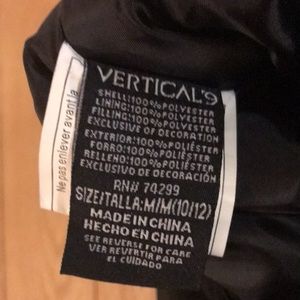 VERTICAL'9
SHELL:100%POLYESTER
LINING:100%POLYESTER
FILLING:100%POLYESTER
EXCLUSIVE OF DECORATION
EXTERIOR:100%POLIÉSTER
FORRO:100%POLIÉSTER
RELLENO:100%POLIÉSTER
EXCLUSIVO DE DECORACIÓN
RN# 74299
SIZE/TALLA:M/M(10/12)
MADE IN CHINA
HECHO EN CHINA
SEE REVERSE FOR CARE
VER REVERTIR PARA
EL CUIDADO
Ne pas enlever avant la